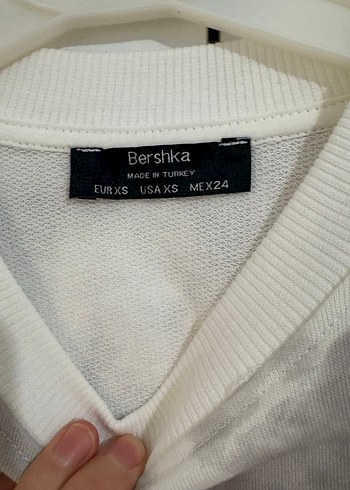 Bershka
MADE IN TURKEY
EUR XS USA XS MEX 24